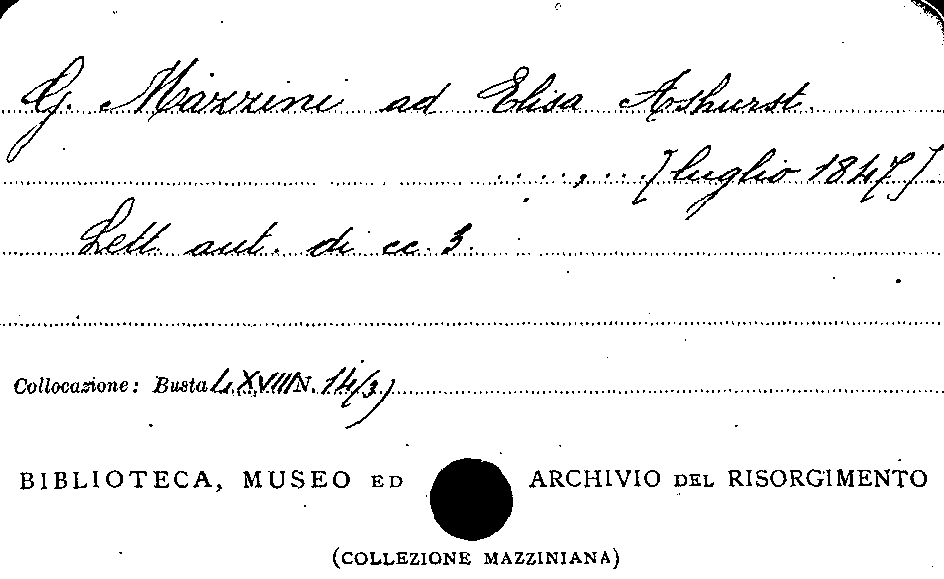 G. Mazzini ad Elisa Ashurst.
...., ...[luglio 1847]
Lett. aut. di cc. 3.
Collocazione: Busta LXVIII N. 14/3)
BIBLIOTECA, MUSEO ED ARCHIVIO DEL RISORGIMENTO
(COLLEZIONE MAZZINIANA)